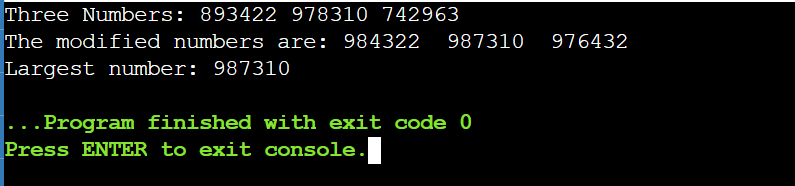 Three Numbers: 893422 978310 742963
The modified numbers are: 984322  987310  976432
Largest number: 987310
...Program finished with exit code 0
Press ENTER to exit console.